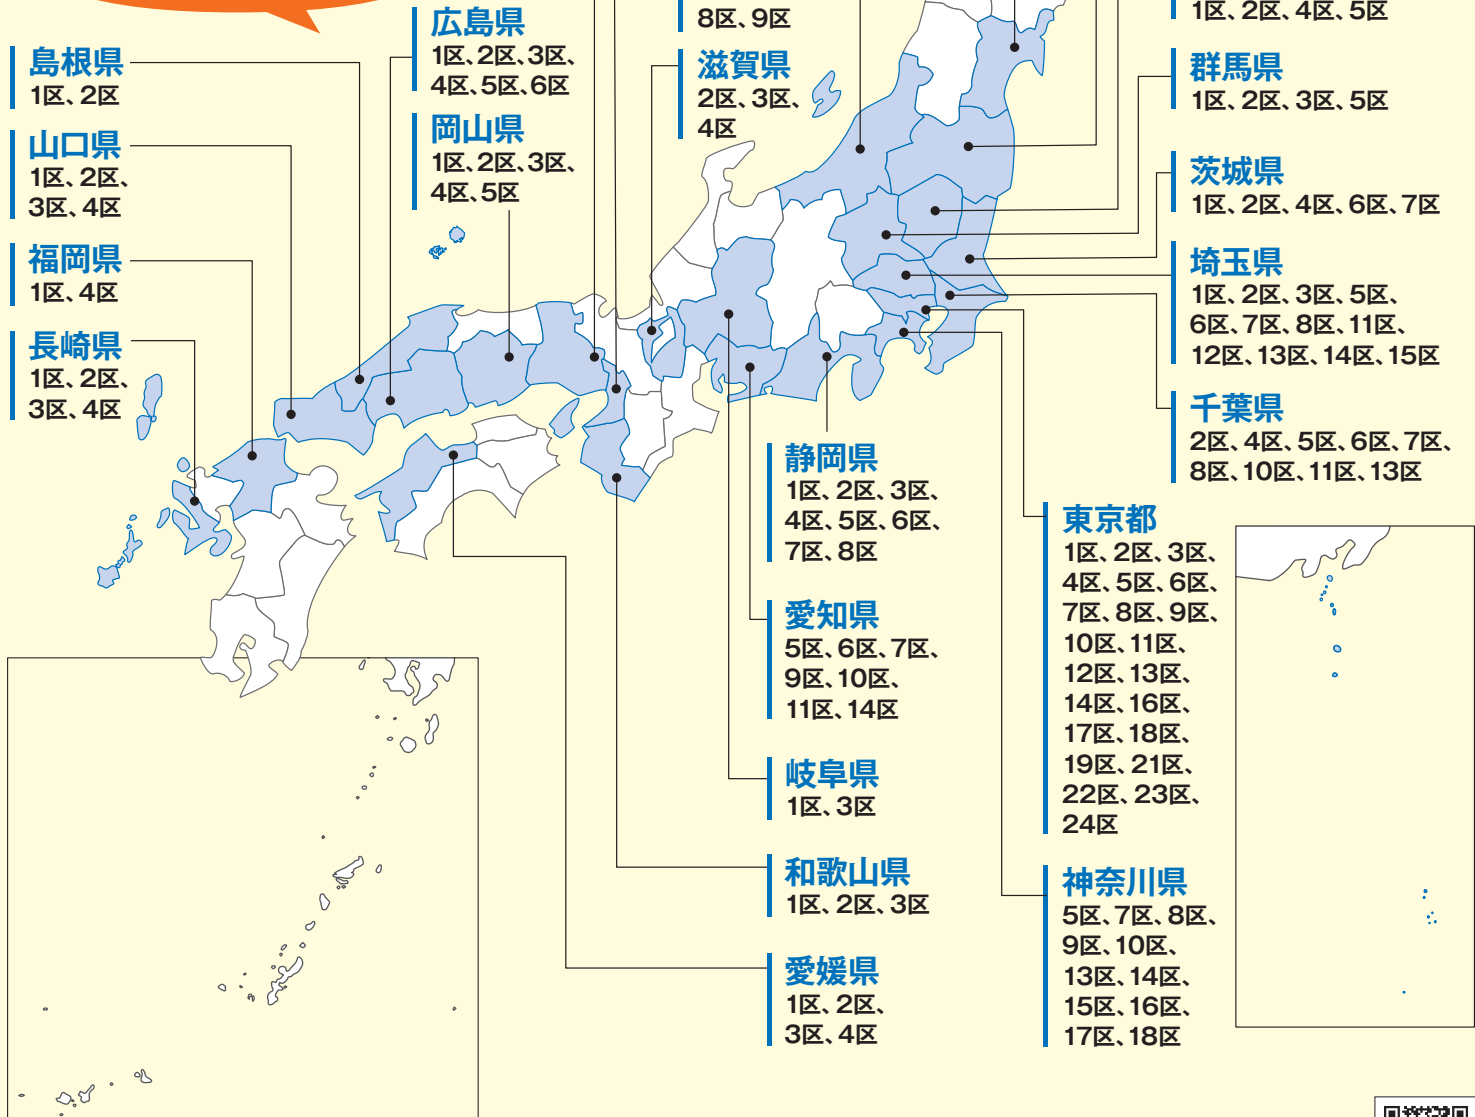 広島県
1区、2区、3区、
4区、5区、6区
8区、9区
1区、2区、4区、5区
島根県
1区、2区
滋賀県
2区、3区、
4区
群馬県
1区、2区、3区、5区
山口県
1区、2区、
3区、4区
岡山県
1区、2区、3区、
4区、5区
茨城県
1区、2区、4区、6区、7区
福岡県
1区、4区
埼玉県
1区、2区、3区、5区、
6区、7区、8区、11区、
12区、13区、14区、15区
長崎県
1区、2区、
3区、4区
千葉県
2区、4区、5区、6区、7区、
8区、10区、11区、13区
静岡県
1区、2区、3区、
4区、5区、6区、
7区、8区
東京都
1区、2区、3区、
4区、5区、6区、
7区、8区、9区、
10区、11区、
12区、13区、
14区、16区、
17区、18区、
19区、21区、
22区、23区、
24区
愛知県
5区、6区、7区、
9区、10区、
11区、14区
岐阜県
1区、3区
和歌山県
1区、2区、3区
神奈川県
5区、7区、8区、
9区、10区、
13区、14区、
15区、16区、
17区、18区
愛媛県
1区、2区、
3区、4区